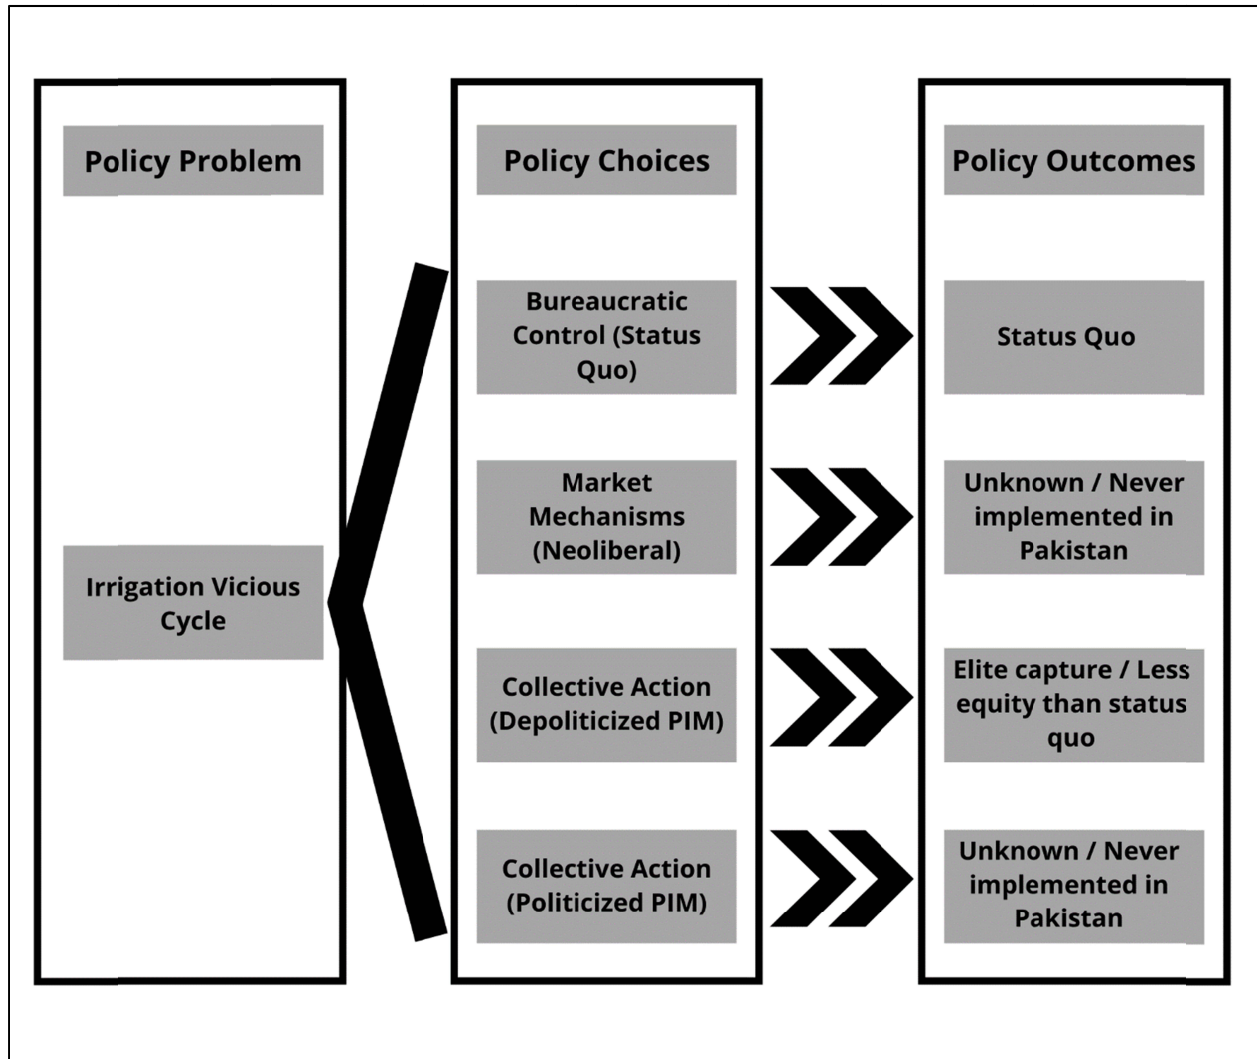 Policy Problem
Irrigation Vicious
Cycle
Policy Choices
Bureaucratic
Control (Status
Quo)
Market
Mechanisms
(Neoliberal)
Collective Action
(Depoliticized PIM)
Collective Action
(Politicized PIM)
Policy Outcomes
Status Quo
Unknown / Never
implemented in
Pakistan
Elite capture / Less
equity than status
quo
Unknown / Never
implemented in
Pakistan